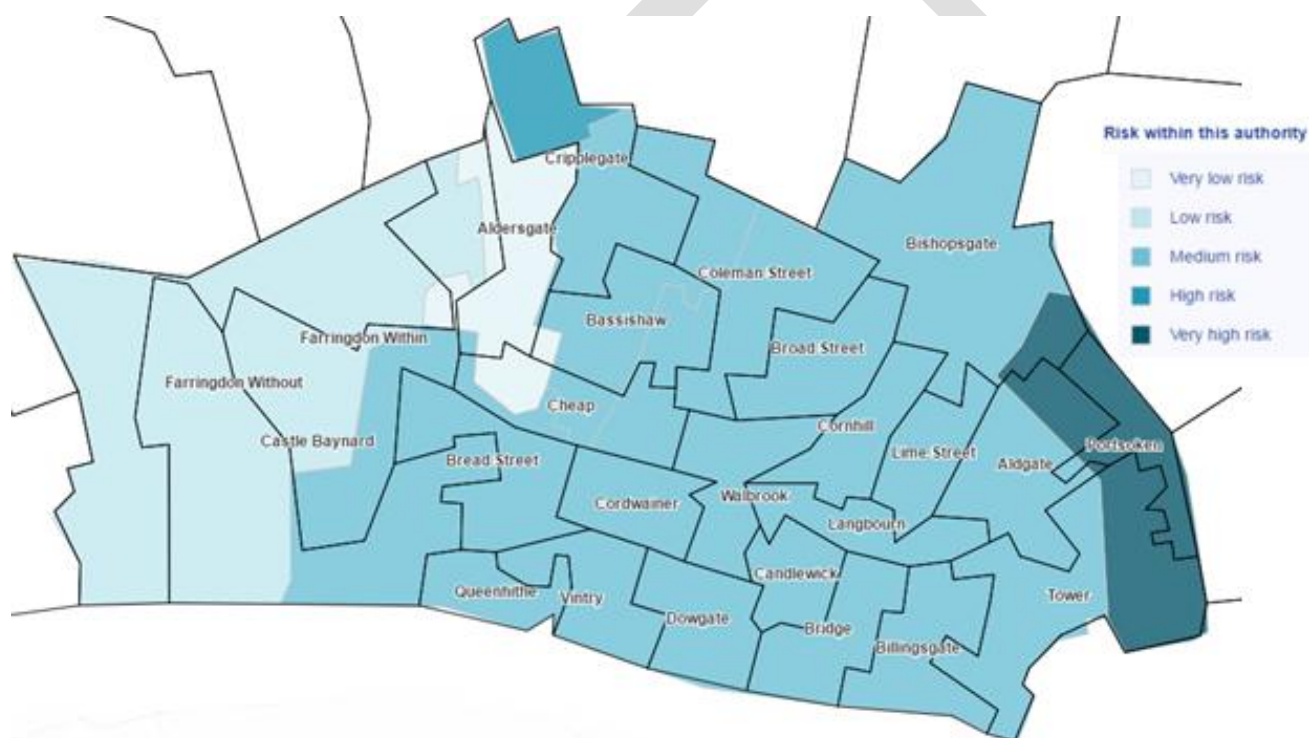 Cripplegate
Risk within this authority
Very low risk
Low risk
Medium risk
High risk
Very high risk
Aldersgate
Bishopsgate
Coleman Street
Bassishaw
Farringdon Within
Broad Street
Farringdon Without
Cheap
Castle Baynard
Cornhill
Bread Street
Lime Street
Aldgate
Portsoken
Cordwainer
Walbrook
Langbourn
Candlewick
Queenhithe
Vintry
Tower
Dowgate
Bridge
Billingsgate